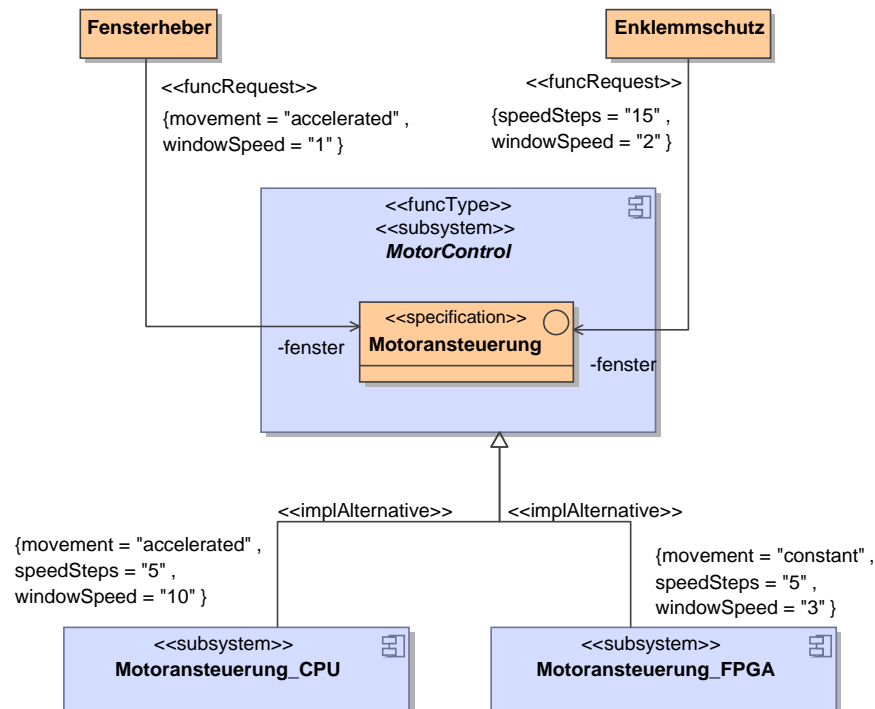 Fensterheber
Enklemmschutz
<<funcRequest>>
{movement = "accelerated" ,
windowSpeed = "1" }
<<funcRequest>>
{speedSteps = "15" ,
windowSpeed = "2" }
<<funcType>>
<<subsystem>>
MotorControl
<<specification>>
Motoransteuerung
-fenster
-fenster
<<implAlternative>>
<<implAlternative>>
{movement = "accelerated" ,
speedSteps = "5" ,
windowSpeed = "10" }
{movement = "constant" ,
speedSteps = "5" ,
windowSpeed = "3" }
<<subsystem>>
Motoransteuerung_CPU
<<subsystem>>
Motoransteuerung_FPGA